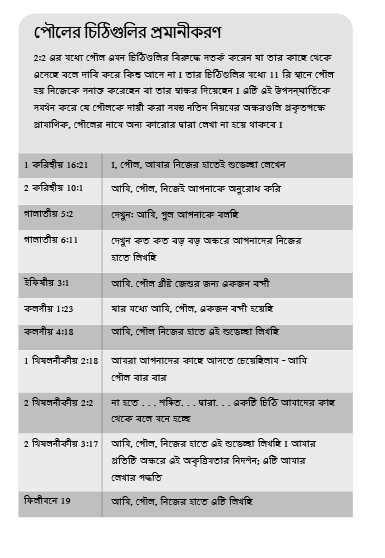 পৌলের চিঠিগুলির প্রমানীকরণ
2:2 এর মধ্যে পৌল এমন চিঠিগুলির বিরুদ্ধে সতর্ক করেন যা তার কাছে থেকে
এসেছে বলে দাবি করে কিন্তু আসে না I তার চিঠিগুলির মধ্যে 11 টি স্থানে পৌল
হয় নিজেকে সনাক্ত করেছেন বা তার স্বাক্ষর দিয়েছেন I এটি এই উপসন্মার্তিকে
সমর্থন করে যে পৌলকে দায়ী করা সমস্ত নতিন নিয়মের অক্ষরগুলি প্রকৃতপক্ষে
প্রামাণিক, পৌলের নামে অন্য কারোর দ্বারা লেখা না হয়ে থাকবে I
1 করিন্থীয় 16:21 I, পৌল, আমার নিজের হাতেই শুভেচ্ছা লেখেন
2 করিন্থীয় 10:1 আমি, পৌল, নিজেই আপনাকে অনুরোধ করি
গালাতীয় 5:2 দেখুন: আমি, পুল আপনাকে বলছি
গালাতীয় 6:11 দেখুন কত কত বড় বড় অক্ষরে আপনাদের নিজের
হাতে লিখছি
ইফিষীয় 3:1 আমি. পৌল খ্রীষ্ট জেশুর জন্য একজন বন্দী
কলসীয় 1:23 যার মধ্যে আমি, পৌল, একজন বন্দী হয়েছি
কলসীয় 4:18 আমি, পৌল নিজের হাতে এই শুভেচ্ছা লিখছি
1 থিষলনীকীয় 2:18 আমরা আপনাদের কাছে আসতে চেয়েছিলাম - আমি
পৌল বার বার
2 থিষলনীকীয় 2:2 না হতে . . . শঙ্কিত. . . দ্বারা. . . একটি চিঠি আমাদের কাছ
থেকে বলে মনে হচ্ছে
2 থিষলনীকীয় 3:17 আমি, পৌল, নিজের হাতে এই শুভেচ্ছা লিখছি I আমার
প্রতিটি অক্ষরে এই অকৃত্রিমতার নিদর্শন; এটি আমার
লেখার পদ্ধতি
ফিলীমনে 19 আমি, পৌল, নিজের হাতে এটি লিখছি